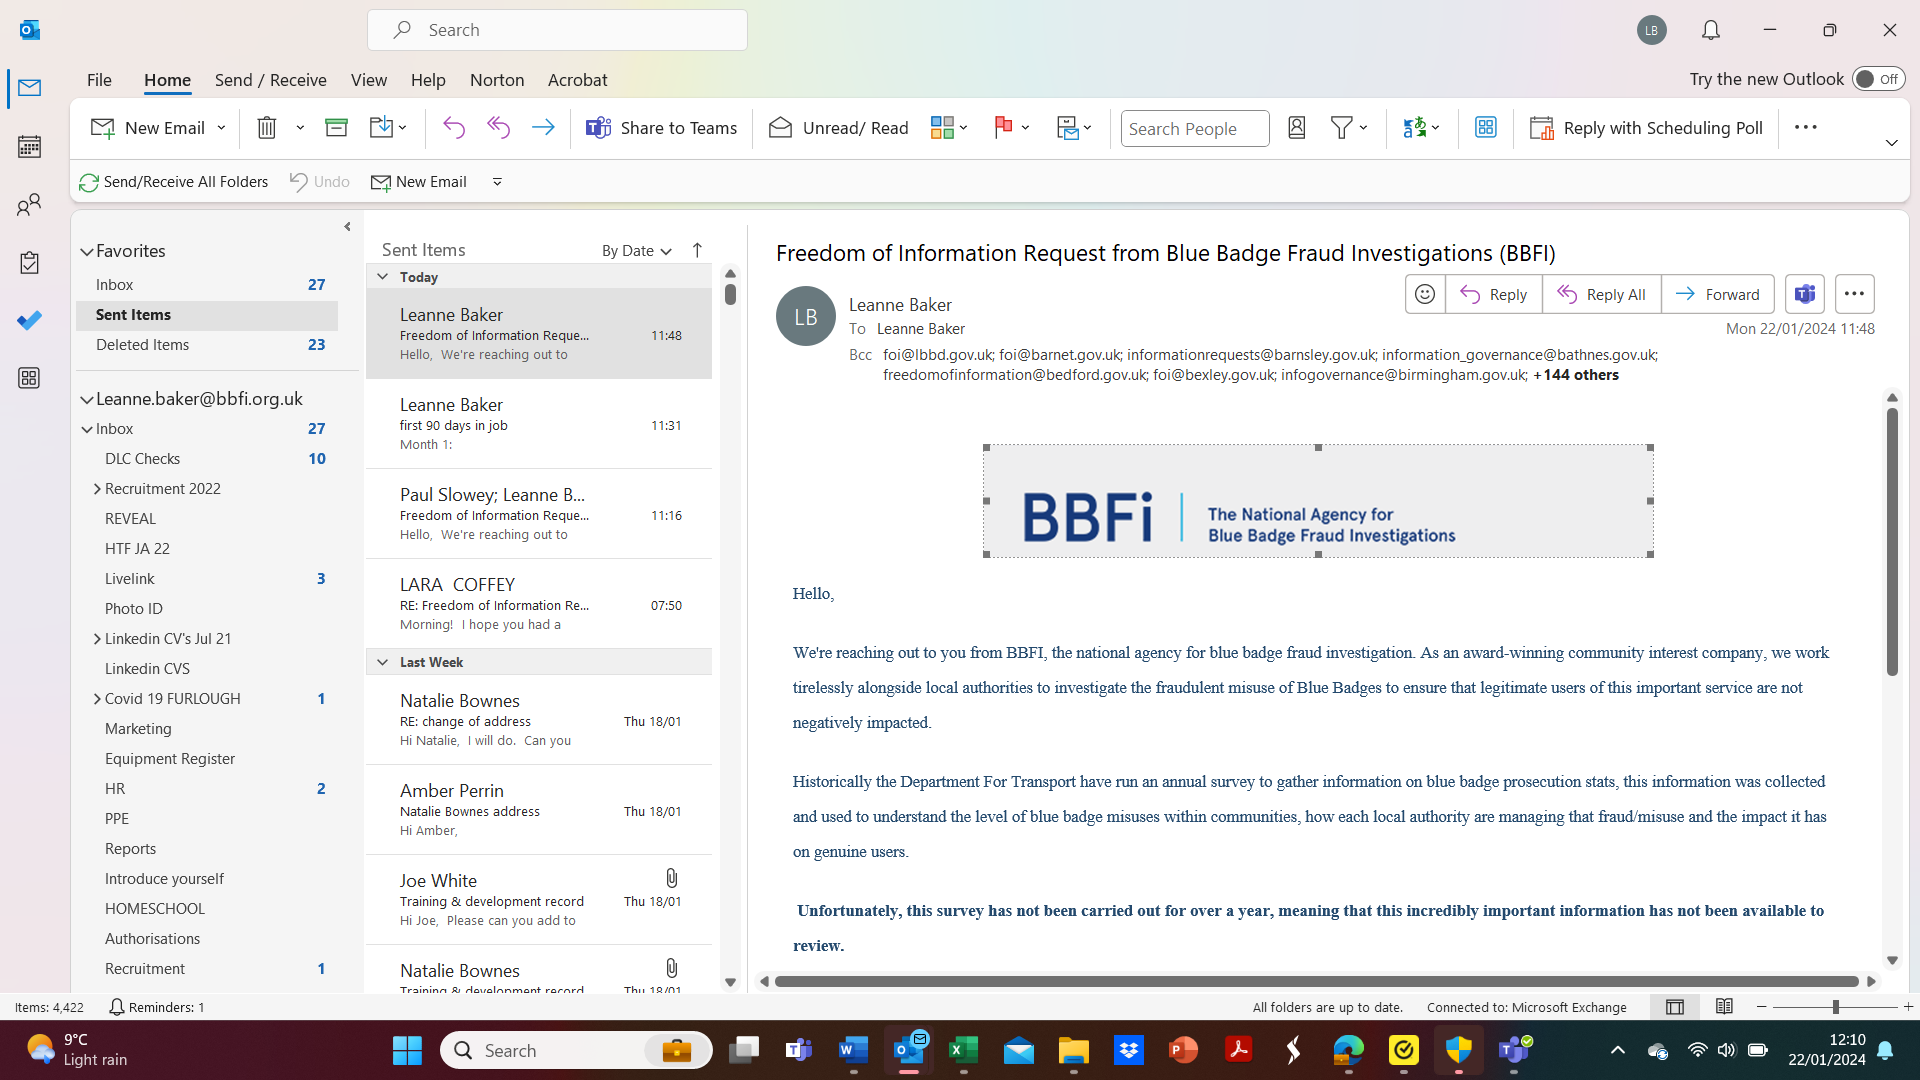 Search
LB
File Home Send / Receive View Help Norton Acrobat
Try the new Outlook Off
New Email Share to Teams Unread/ Read Search People Reply with Scheduling Poll
Send/Receive All Folders Undo New Email
Favorites
Inbox 27
Sent Items
Deleted Items 23
Leanne.baker@bbfi.org.uk
Inbox 27
DLC Checks 10
Recruitment 2022
REVEAL
HTF JA 22
Livelink 3
Photo ID
Linkedin CV's Jul 21
Linkedin CVS
Covid 19 FURLOUGH 1
Marketing
Equipment Register
HR 2
PPE
Reports
Introduce yourself
HOMESCHOOL
Authorisations
Recruitment 1
Sent Items By Date
Today
Leanne Baker
Freedom of Information Reque... 11:48
Hello, We're reaching out to
Leanne Baker
first 90 days in job 11:31
Month 1:
Paul Slowey; Leanne B...
Freedom of Information Reque... 11:16
Hello, We're reaching out to
LARA COFFEY
RE: Freedom of Information Re... 07:50
Morning! I hope you had a
Last Week
Natalie Bownes
RE: change of address Thu 18/01
Hi Natalie, I will do. Can you
Amber Perrin
Natalie Bownes address Thu 18/01
Hi Amber,
Joe White
Training & development record Thu 18/01
Hi Joe, Please can you add to
Natalie Bownes
Training & development record Thu 18/01
Freedom of Information Request from Blue Badge Fraud Investigations (BBFI)
LB
Leanne Baker
Reply Reply All Forward
To Leanne Baker
Mon 22/01/2024 11:48
Bcc foi@lbbd.gov.uk; foi@barnet.gov.uk; informationrequests@barnsley.gov.uk; information_governance@bathnes.gov.uk;
freedomofinformation@bedford.gov.uk; foi@bexley.gov.uk; infogovernance@birmingham.gov.uk; +144 others
BBFi
The National Agency for
Blue Badge Fraud Investigations
Hello,
We're reaching out to you from BBFI, the national agency for blue badge fraud investigation. As an award-winning community interest company, we work
tirelessly alongside local authorities to investigate the fraudulent misuse of Blue Badges to ensure that legitimate users of this important service are not
negatively impacted.
Historically the Department For Transport have run an annual survey to gather information on blue badge prosecution stats, this information was collected
and used to understand the level of blue badge misuses within communities, how each local authority are managing that fraud/misuse and the impact it has
on genuine users.
Unfortunately, this survey has not been carried out for over a year, meaning that this incredibly important information has not been available to
review.
Items: 4,422 Reminders: 1
All folders are up to date. Connected to: Microsoft Exchange
9°C
Light rain
Search
12:10
22/01/2024